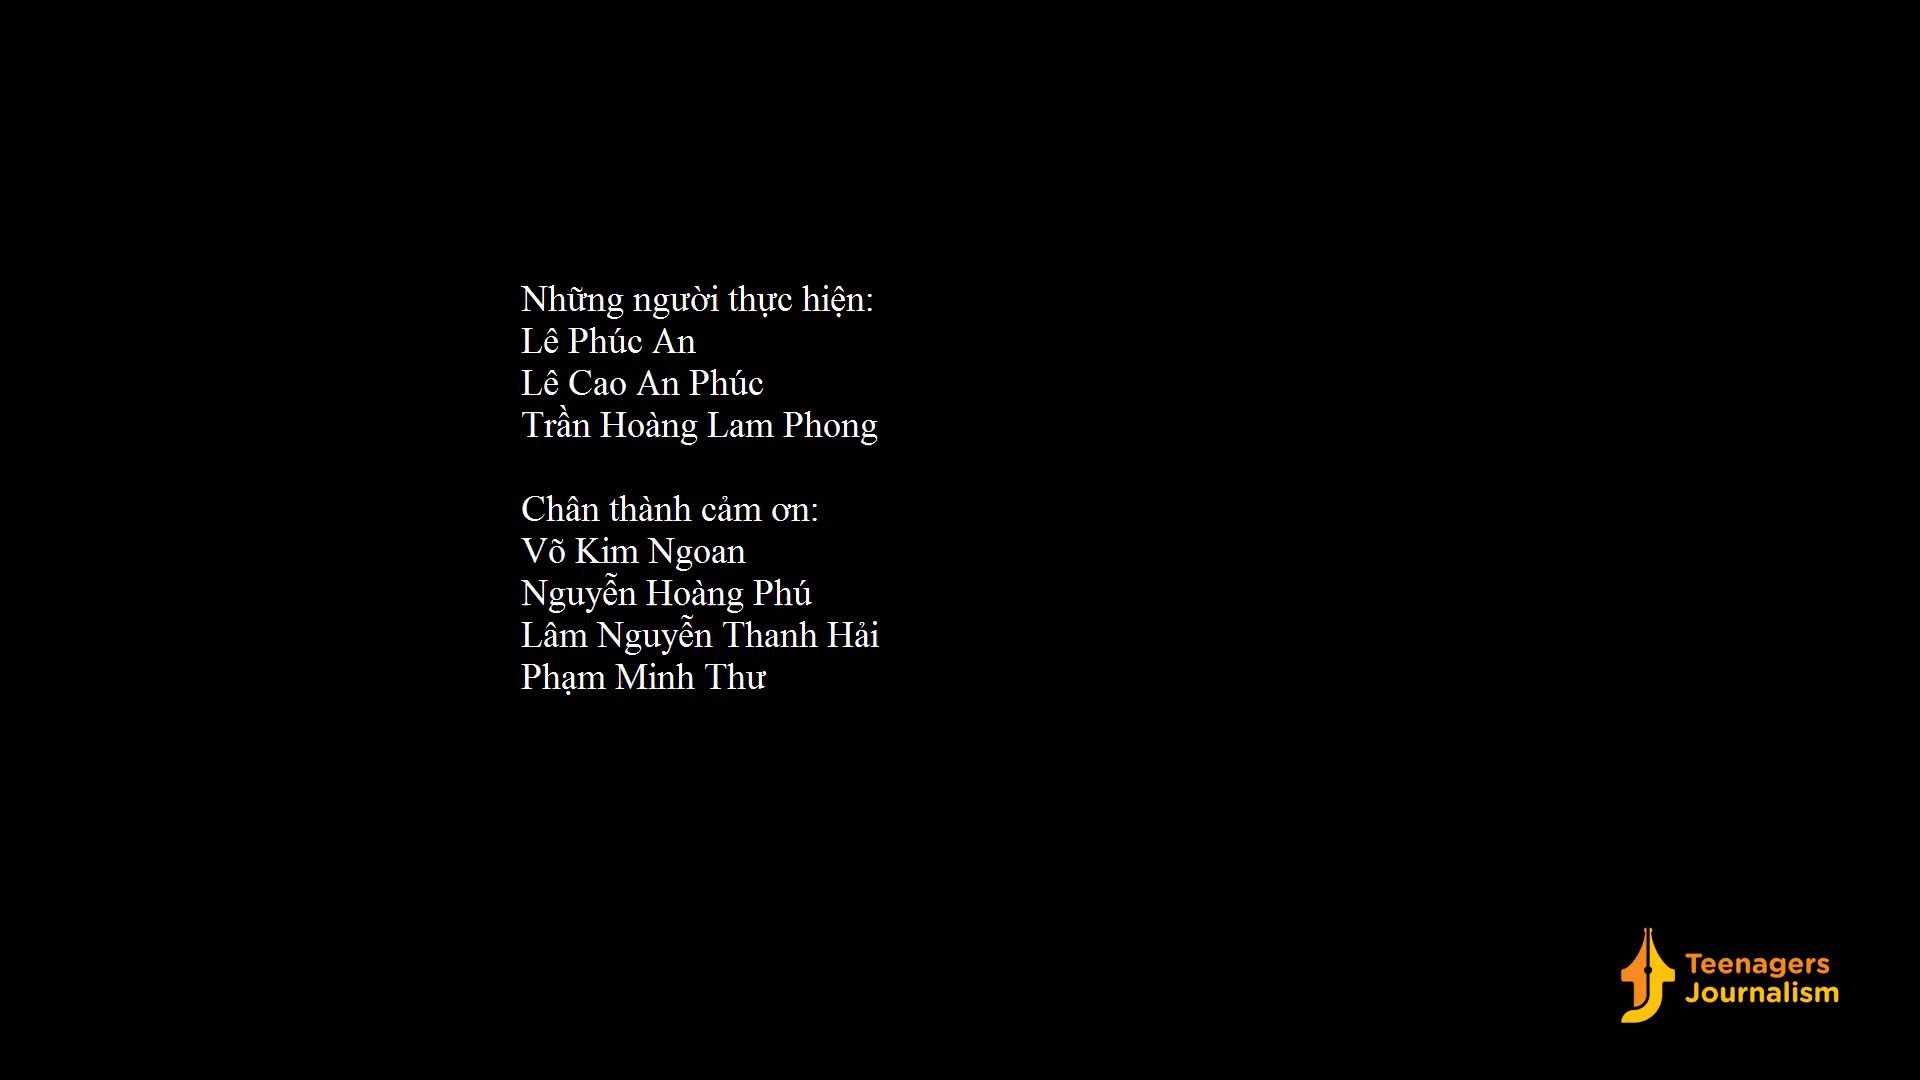 Những người thực hiện:
Lê Phúc An
Lê Cao An Phúc
Trần Hoàng Lam Phong
Chân thành cảm ơn:
Võ Kim Ngoan
Nguyễn Hoàng Phú
Lâm Nguyễn Thanh Hải
Phạm Minh Thư
Teenagers
Journalism